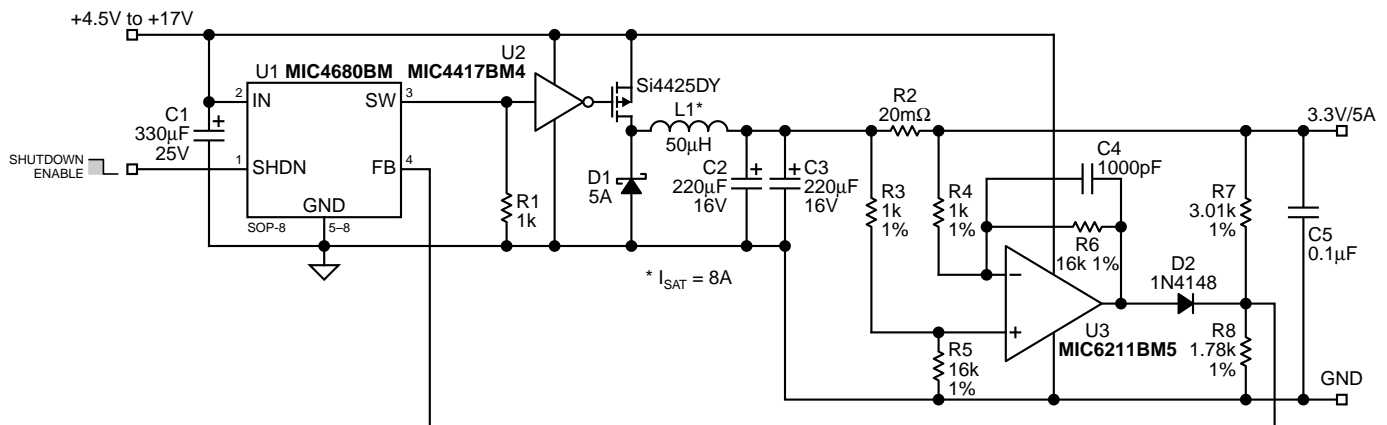 +4.5V to +17V
U1 MIC4680BM
MIC4417BM4
U2
2
IN
SW
3
C1
330µF
25V
+
SHUTDOWN
ENABLE
1
SHDN
FB
4
GND
SOP-8
5–8
R1
1k
Si4425DY
L1*
50µH
D1
5A
C2
220µF
16V
+
C3
220µF
16V
+
* ISAT = 8A
R2
20mΩ
R3
1k
1%
R4
1k
1%
C4
1000pF
R6
16k 1%
–
+
U3
MIC6211BM5
R5
16k
1%
D2
1N4148
R7
3.01k
1%
R8
1.78k
1%
C5
0.1µF
3.3V/5A
GND